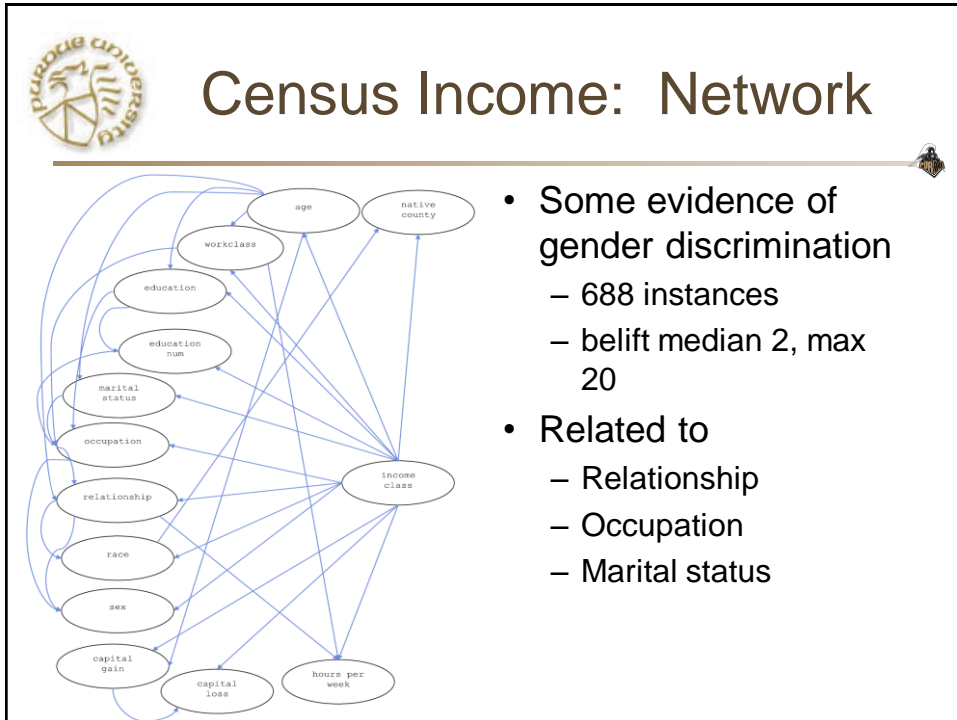 PURDUE UNIVERSITY
Census Income: Network
age
native
county
workclass
education
education
num
marital
status
occupation
relationship
race
sex
capital
gain
capital
loss
hours per
week
income
class
• Some evidence of
gender discrimination
– 688 instances
– belift median 2, max
20
• Related to
– Relationship
– Occupation
– Marital status